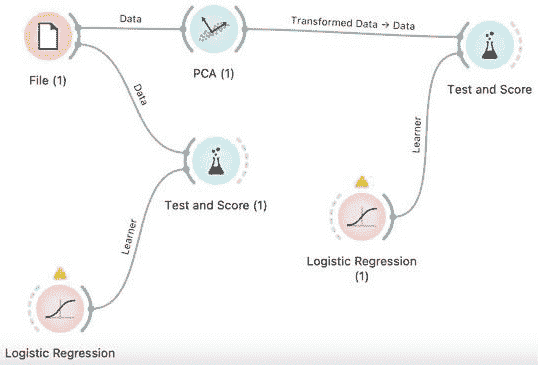 Data
Transformed Data → Data
File (1)
PCA (1)
Test and Score
Data
Learner
Test and Score (1)
Learner
Logistic Regression
(1)
Logistic Regression